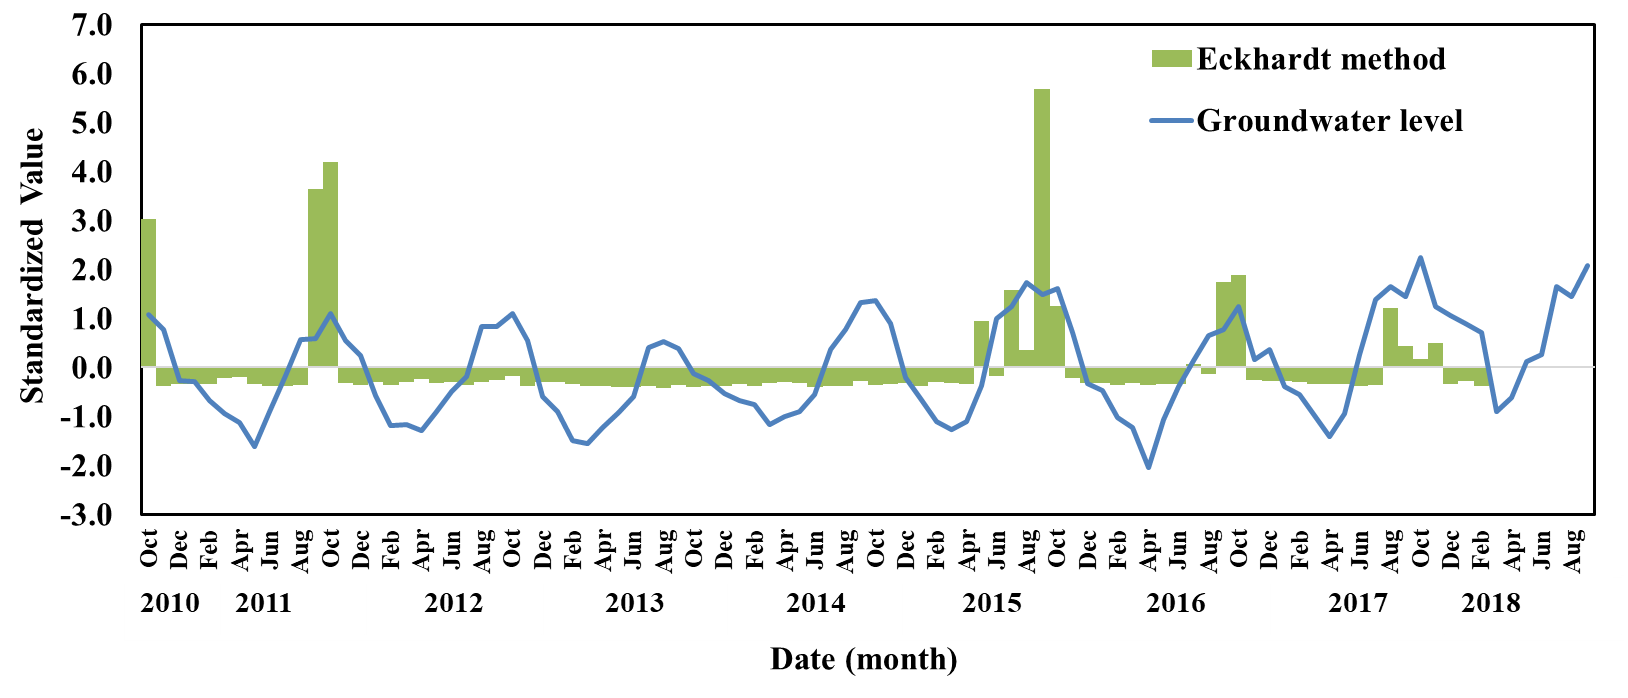 7.0
6.0
5.0
4.0
3.0
2.0
1.0
0.0
-1.0
-2.0
-3.0
Standardized Value
Eckhardt method
Groundwater level
Oct Dec Feb Apr Jun Aug Oct Dec Feb Apr Jun Aug Oct Dec Feb Apr Jun Aug Oct Dec Feb Apr Jun Aug Oct Dec Feb Apr Jun Aug Oct Dec Feb Apr Jun Aug Oct Dec Feb Apr Jun Aug Oct Dec Feb Apr Jun Aug
2010 2011 2012 2013 2014 2015 2016 2017 2018
Date (month)